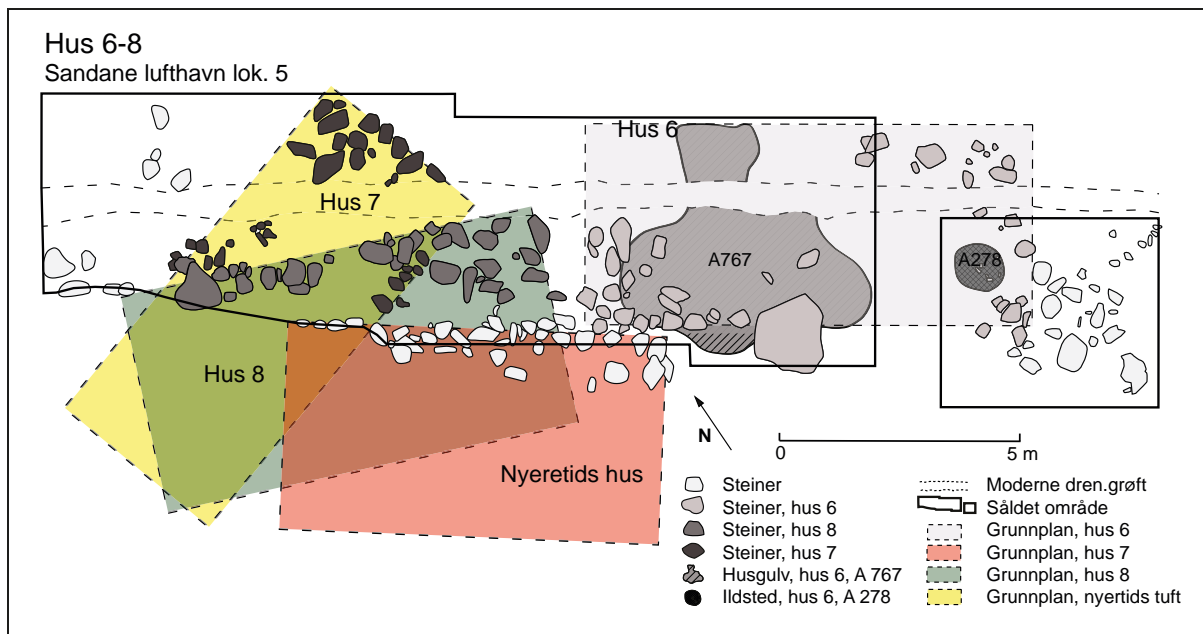 Hus 6-8
Sandane lufthavn lok. 5
Hus 6
Hus 7
A767
A278
Hus 8
Nyeretids hus
N
0
5 m
Steiner
Steiner, hus 6
Steiner, hus 8
Steiner, hus 7
Husgulv, hus 6, A 767
Ildsted, hus 6, A 278
Moderne dren.grøft
Såldet område
Grunnplan, hus 6
Grunnplan, hus 7
Grunnplan, hus 8
Grunnplan, nyertids tuft